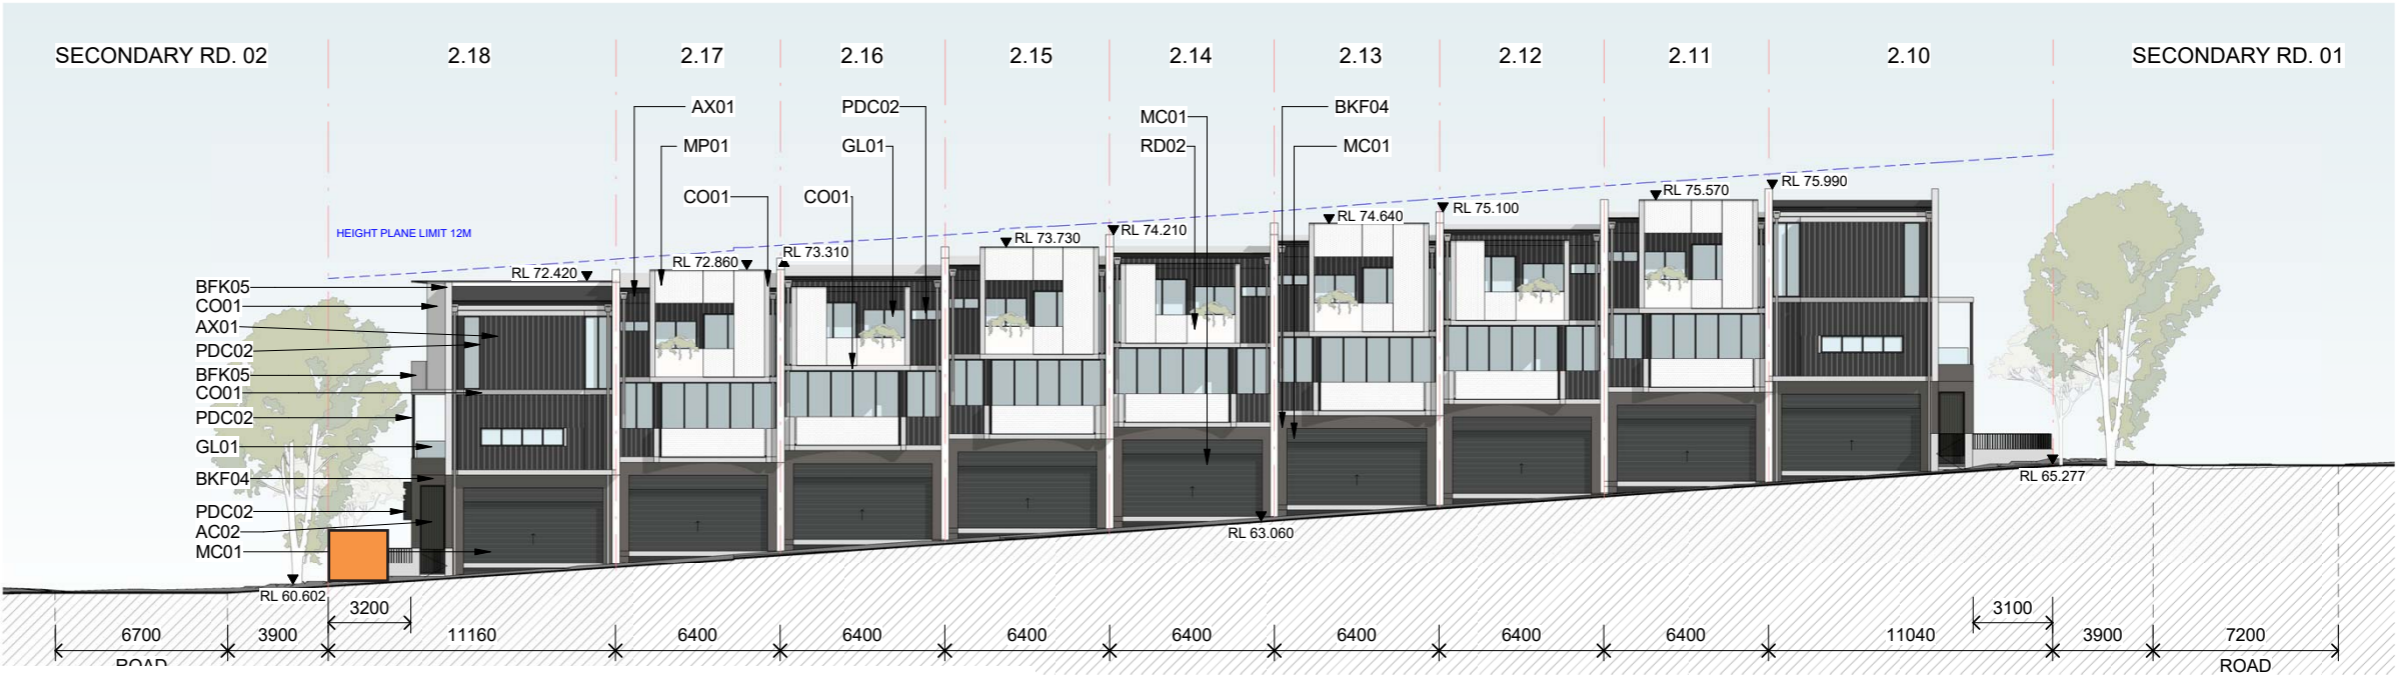 SECONDARY RD. 02
2.18
2.17
2.16
2.15
2.14
2.13
2.12
2.11
2.10
SECONDARY RD. 01
AX01
PDC02
MC01
BKF04
MP01
GL01
RD02
MC01
CO01
CO01
HEIGHT PLANE LIMIT 12M
RL 72.420
RL 72.860
RL 73.310
RL 73.730
RL 74.210
RL 74.640
RL 75.100
RL 75.570
RL 75.990
BFK05
CO01
AX01
PDC02
BFK05
CO01
PDC02
GL01
BKF04
PDC02
AC02
MC01
RL 60.602
RL 63.060
RL 65.277
3200
3100
6700
3900
11160
6400
6400
6400
6400
6400
6400
6400
11040
3900
7200
ROAD
ROAD